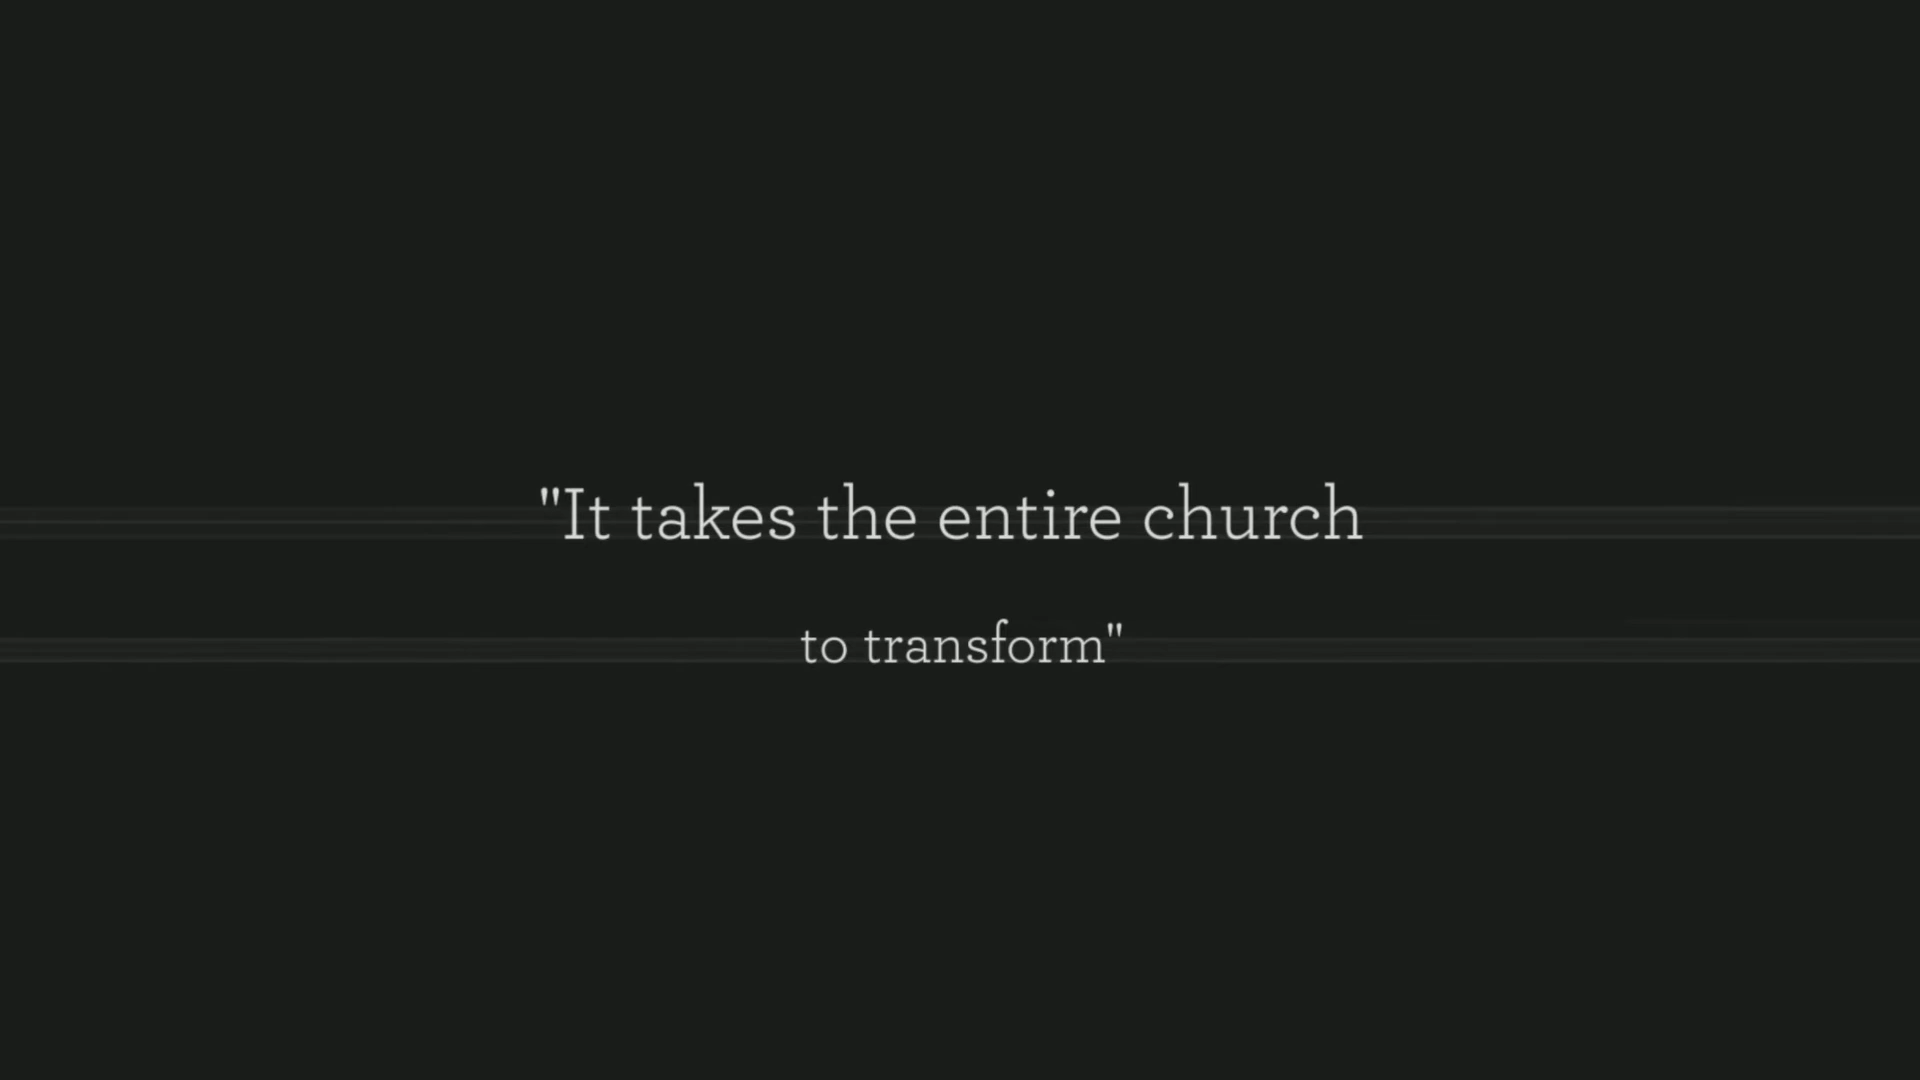 "It takes the entire church
to transform"